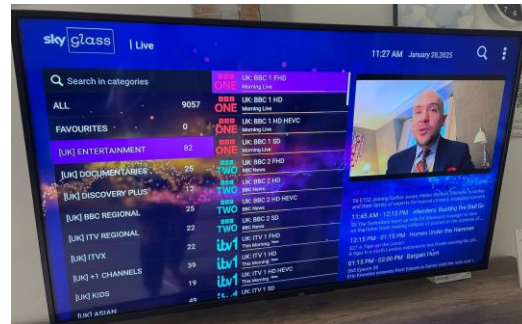 sky glass | Live
11:27 AM January 28,2025
Search in categories
ALL 9057
FAVOURITES 0
[UK] ENTERTAINMENT 82
[UK] DOCUMENTARIES 25
[UK] DISCOVERY PLUS 12
[UK] BBC REGIONAL 25
[UK] ITV REGIONAL 22
[UK] ITVX 22
[UK] +1 CHANNELS 39
[UK] KIDS 19
[UK] ASIAN 49
BBC ONE UK: BBC 1 FHD
Morning Live
BBC ONE UK: BBC 1 HD
Morning Live
BBC ONE UK: BBC 1 HD HEVC
Morning Live
BBC ONE UK: BBC 1 SD
Morning Live
BBC TWO UK: BBC 2 FHD
BBC News
BBC TWO UK: BBC 2 HD
BBC News
BBC TWO UK: BBC 2 HD HEVC
BBC News
BBC TWO UK: BBC 2 SD
BBC News
itv1 UK: ITV 1 FHD
This Morning New
itv1 UK: ITV 1 HD
This Morning New
itv1 UK: ITV 1 HD HEVC
This Morning New
UK: ITV 1 SD
11:45 AM - 12:15 PM
12:15 PM - 01:15 PM Homes Under the Hammer
01:15 PM - 02:00 PM Bargain Hunt